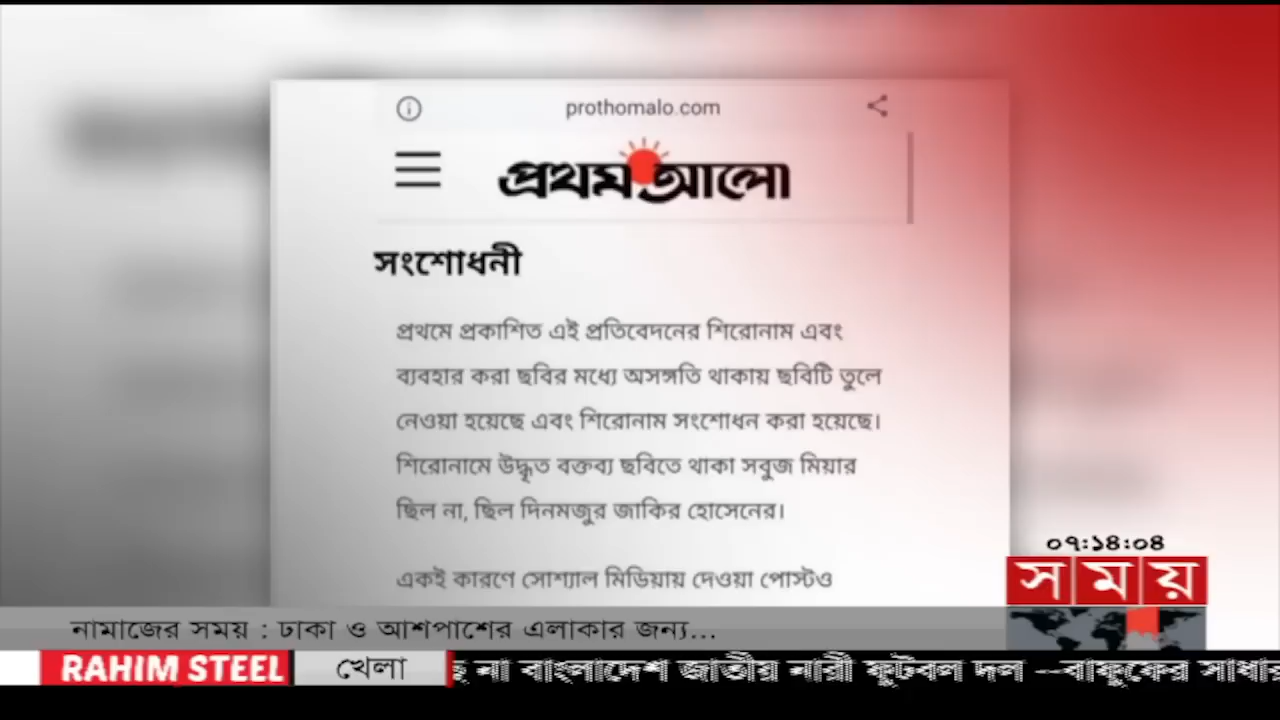 prothomalo.com
প্রথম আলো
সংশোধনী
প্রথমে প্রকাশিত এই প্রতিবেদনের শিরোনাম এবং
ব্যবহার করা ছবির মধ্যে অসঙ্গতি থাকায় ছবিটি তুলে
নেওয়া হয়েছে এবং শিরোনাম সংশোধন করা হয়েছে।
শিরোনামে উদ্ধৃত বক্তব্য ছবিতে থাকা সবুজ মিয়ার
ছিল না, ছিল দিনমজুর জাকির হোসেনের।
একই কারণে সোশ্যাল মিডিয়ায় দেওয়া পোস্টও
০৭:১৪:০৪
সময়
নামাজের সময় : ঢাকা ও আশপাশের এলাকার জন্য...
RAHIM STEEL খেলা না বাংলাদেশ জাতীয় নারী ফুটবল দল --বাফুফের